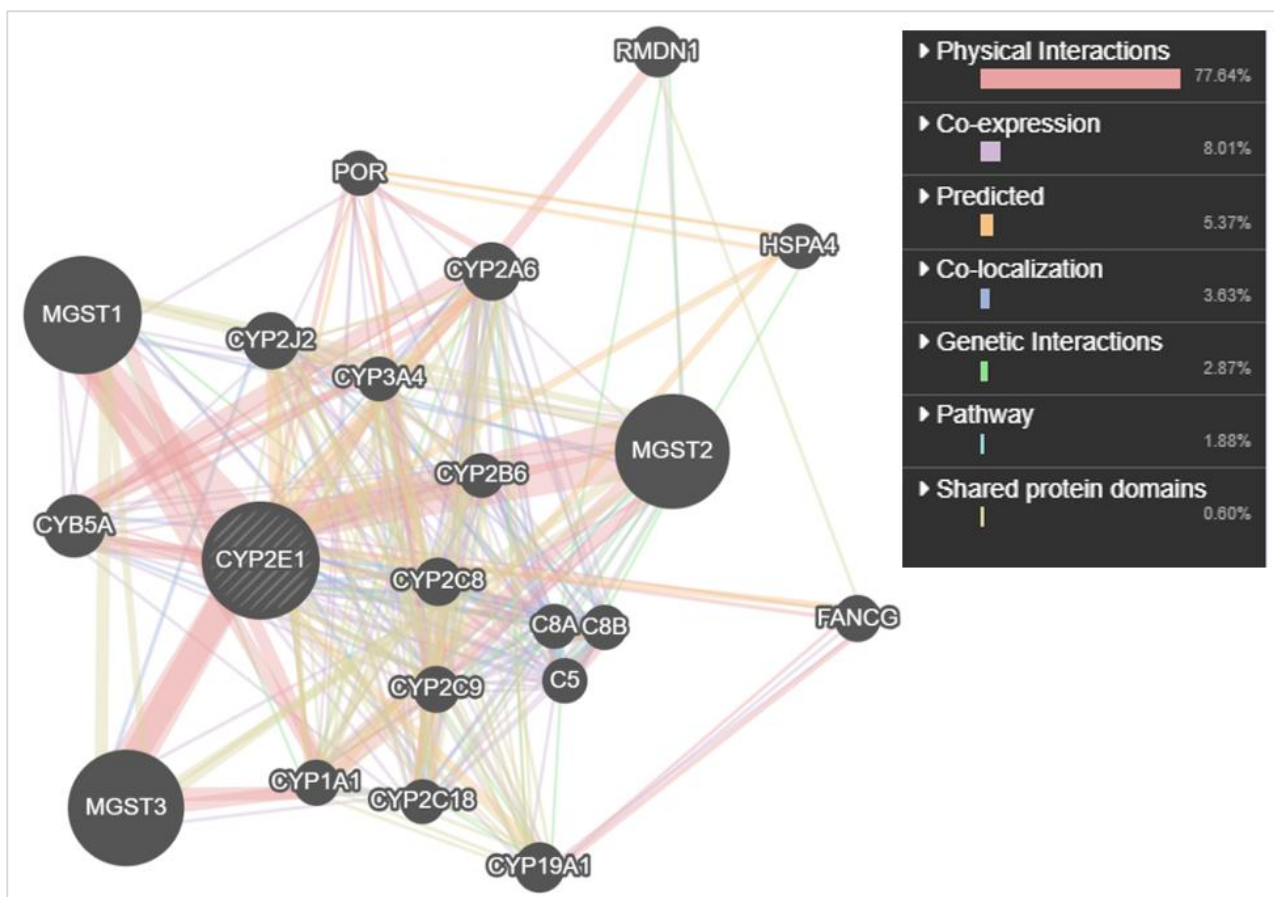 RMDN1
POR
HSPA4
CYP2A6
MGST1
CYP2J2
CYP3A4
MGST2
CYP2B6
CYB5A
CYP2E1
CYP2C8
C8A
C8B
FANCG
C5
CYP2C9
CYP1A1
CYP2C18
MGST3
CYP19A1
Physical Interactions
77.64%
Co-expression
8.01%
Predicted
5.37%
Co-localization
3.63%
Genetic Interactions
2.87%
Pathway
1.88%
Shared protein domains
0.60%